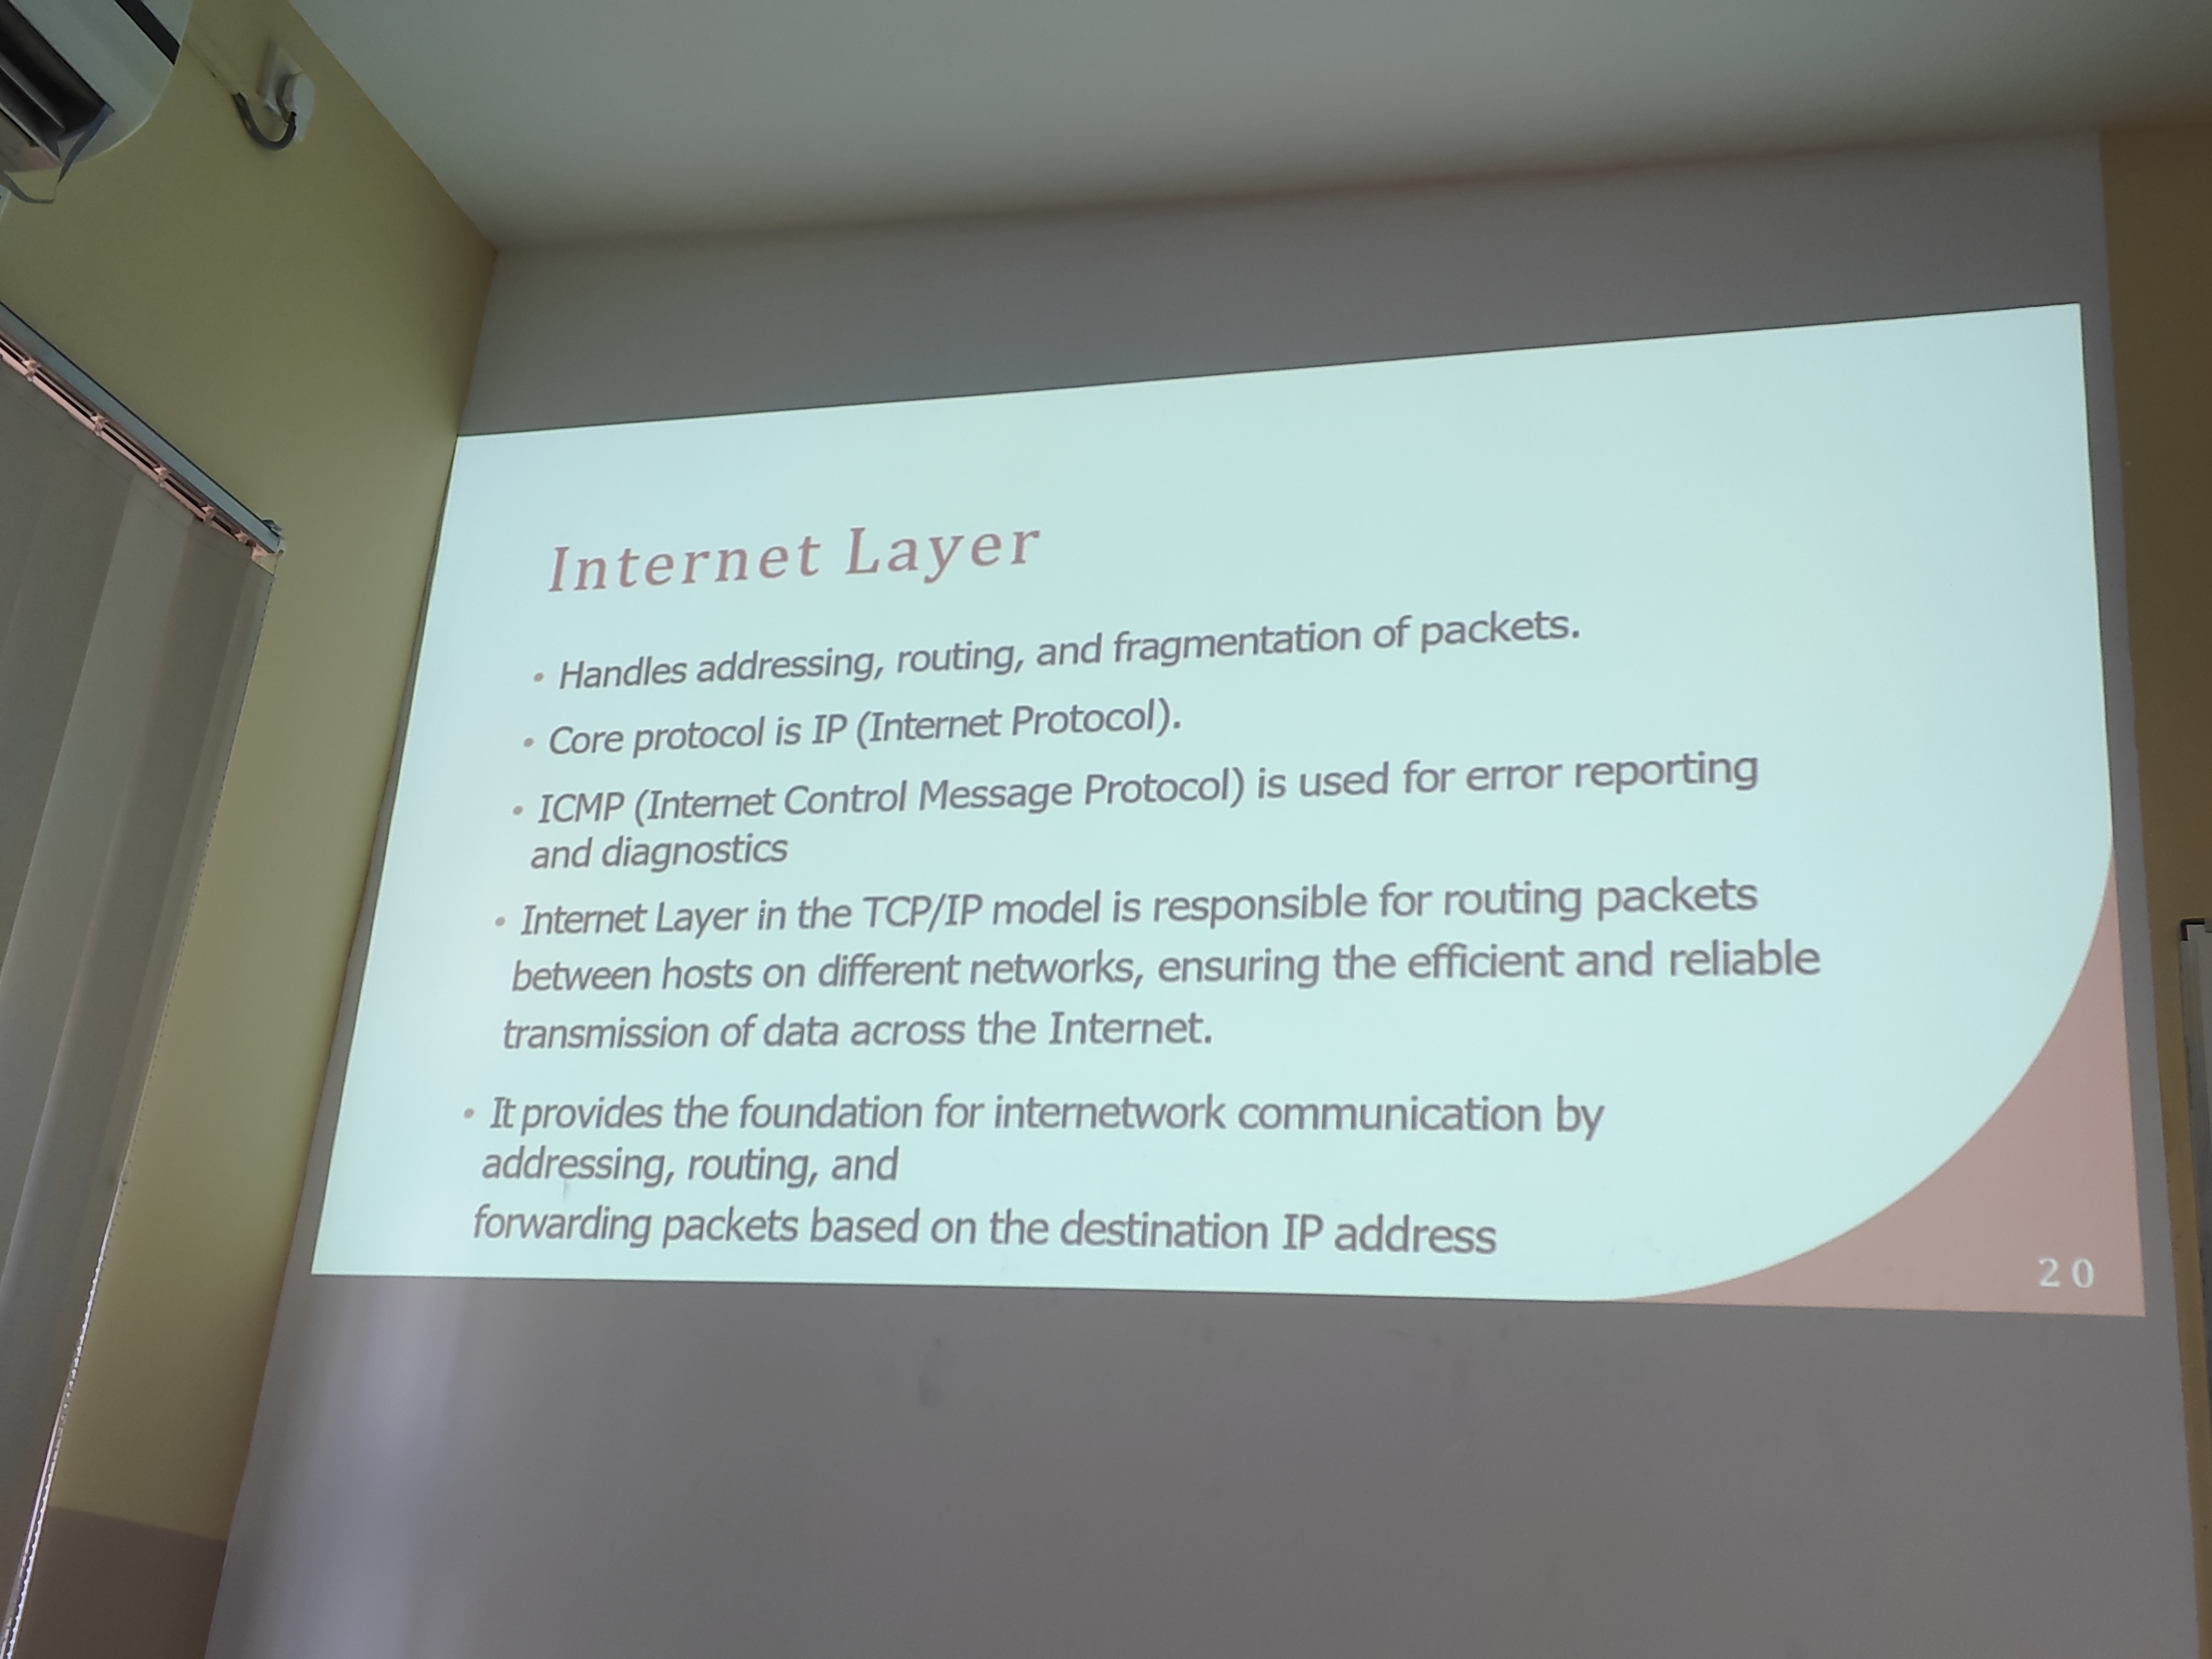 Internet Layer
• Handles addressing, routing, and fragmentation of packets.
• Core protocol is IP (Internet Protocol).
• ICMP (Internet Control Message Protocol) is used for error reporting
and diagnostics
• Internet Layer in the TCP/IP model is responsible for routing packets
between hosts on different networks, ensuring the efficient and reliable
transmission of data across the Internet.
• It provides the foundation for internetwork communication by
addressing, routing, and
forwarding packets based on the destination IP address
20